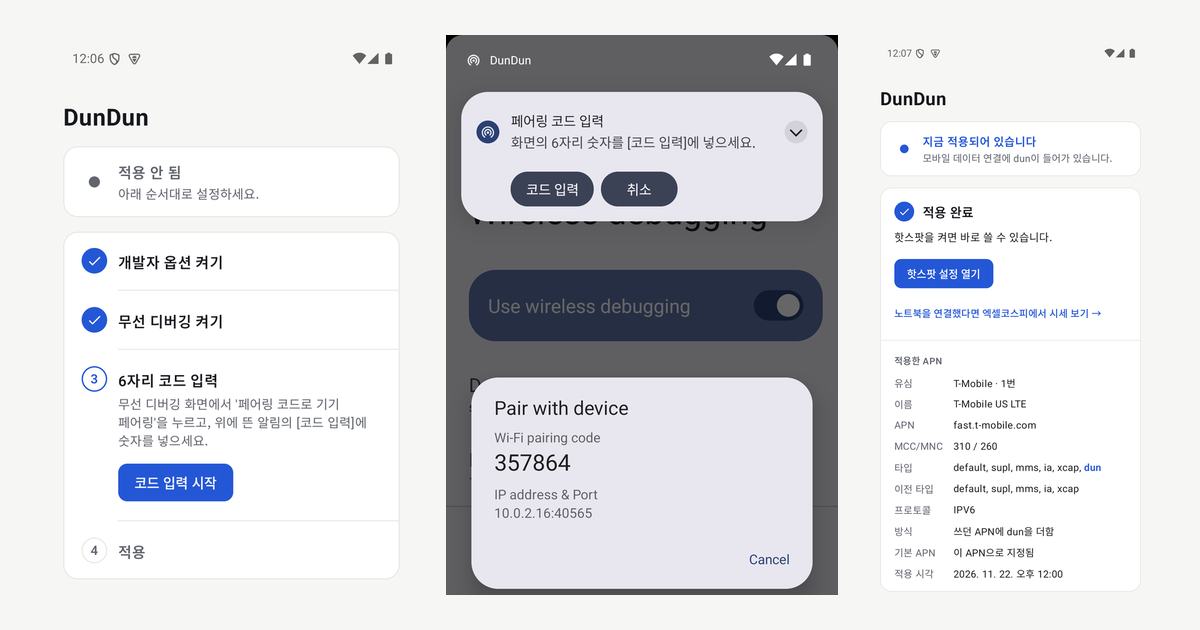 12:06
DunDun
적용 안 됨
아래 순서대로 설정하세요.
개발자 옵션 켜기
무선 디버깅 켜기
3
6자리 코드 입력
무선 디버깅 화면에서 '페어링 코드로 기기
페어링'을 누르고, 위에 뜬 알림의 [코드 입력]에
숫자를 넣으세요.
코드 입력 시작
4
적용
DunDun
페어링 코드 입력
화면의 6자리 숫자를 [코드 입력]에 넣으세요.
코드 입력
취소
Wireless debugging
Use wireless debugging
Pair with device
Wi-Fi pairing code
357864
IP address & Port
10.0.2.16:40565
Cancel
12:07
DunDun
지금 적용되어 있습니다
모바일 데이터 연결에 dun이 들어가 있습니다.
적용 완료
핫스팟을 켜면 바로 쓸 수 있습니다.
핫스팟 설정 열기
노트북을 연결했다면 엑셀코스피에서 시세 보기 →
적용한 APN
유심 T-Mobile · 1번
이름 T-Mobile US LTE
APN fast.t-mobile.com
MCC/MNC 310 / 260
타입 default, supl, mms, ia, xcap, dun
이전 타입 default, supl, mms, ia, xcap
프로토콜 IPV6
방식 쓰던 APN에 dun을 더함
기본 APN 이 APN으로 지정됨
적용 시각 2026. 11. 22. 오후 12:00